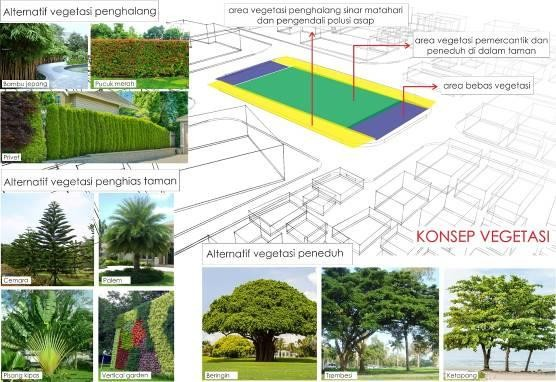 Alternatif vegetasi penghalang
Bambu jepang
Pucuk merah
Privet
area vegetasi penghalang sinar matahari
dan pengendali polusi asap
area vegetasi pemercantik dan
peneduh di dalam taman
area bebas vegetasi
KONSEP VEGETASI
Alternatif vegetasi penghias taman
Cemara
Palem
Pisang kipas
Vertical garden
Alternatif vegetasi peneduh
Beringin
Trembesi
Ketapang